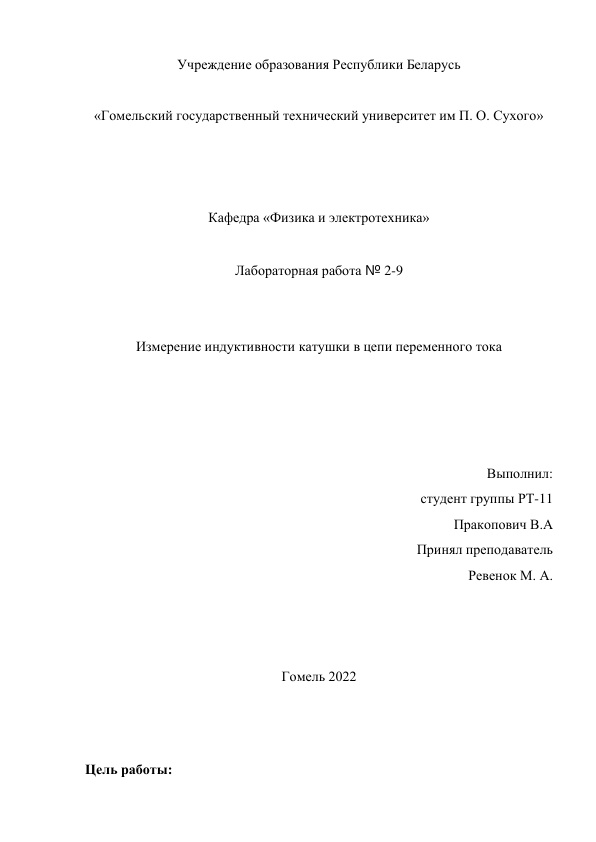 Учреждение образования Республики Беларусь
«Гомельский государственный технический университет им П. О. Сухого»
Кафедра «Физика и электротехника»
Лабораторная работа № 2-9
Измерение индуктивности катушки в цепи переменного тока
Выполнил:
студент группы РТ-11
Пракопович В.А
Принял преподаватель
Ревенок М. А.
Гомель 2022
Цель работы: